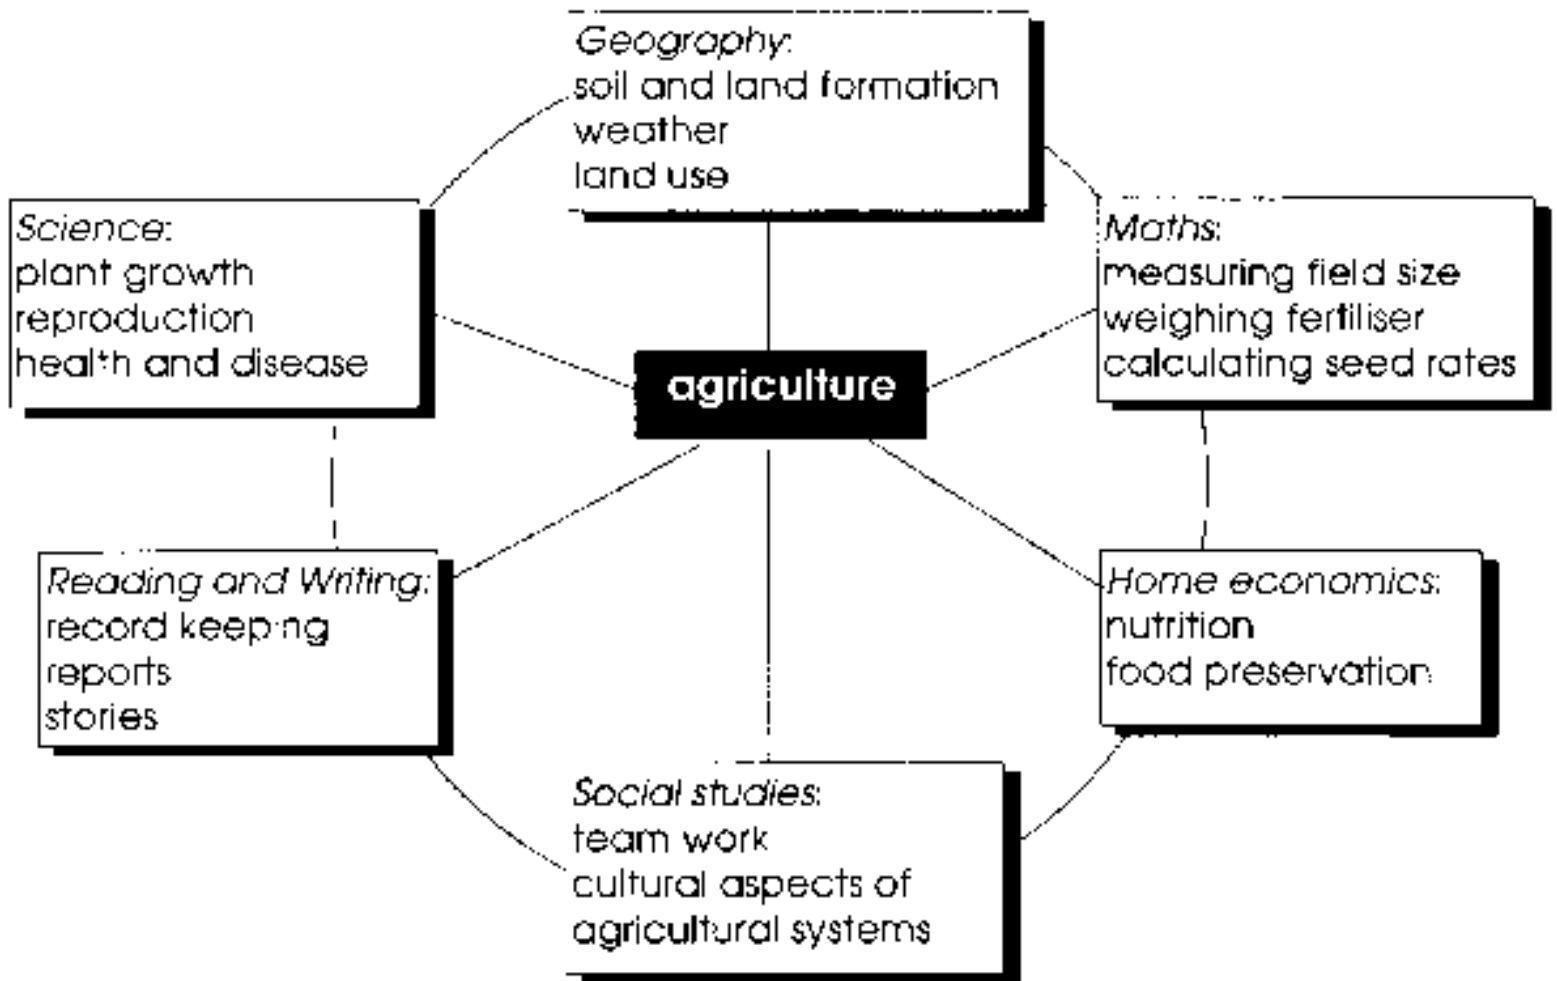 Geography:
soil and land formation
weather
land use
Science:
plant growth
reproduction
health and disease
Maths:
measuring field size
weighing fertiliser
calculating seed rates
agriculture
Reading and Writing:
record keeping
reports
stories
Home economics:
nutrition
food preservation
Social studies:
team work
cultural aspects of
agricultural systems